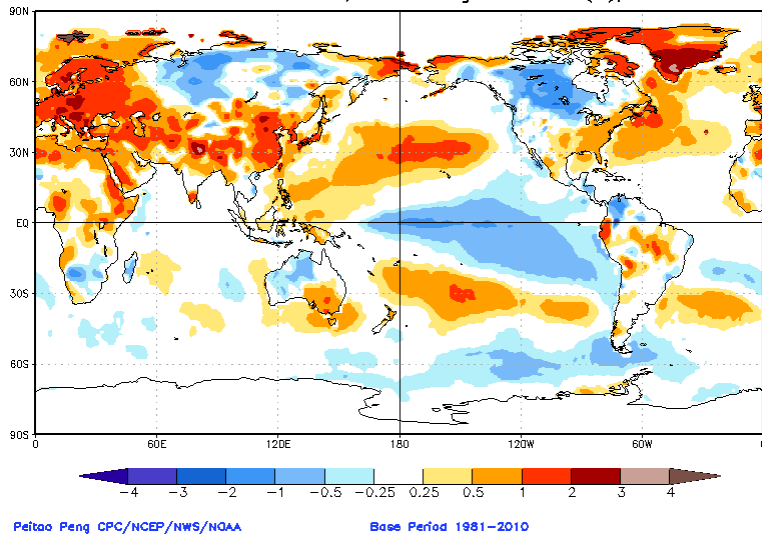 90N
60N
30N
EQ
30S
60S
90S
0 60E 120E 180 120W 60W
-4 -3 -2 -1 -0.5 -0.25 0.25 0.5 1 2 3 4
Peitao Peng CPC/NCEP/NWS/NOAA Base Period 1981-2010